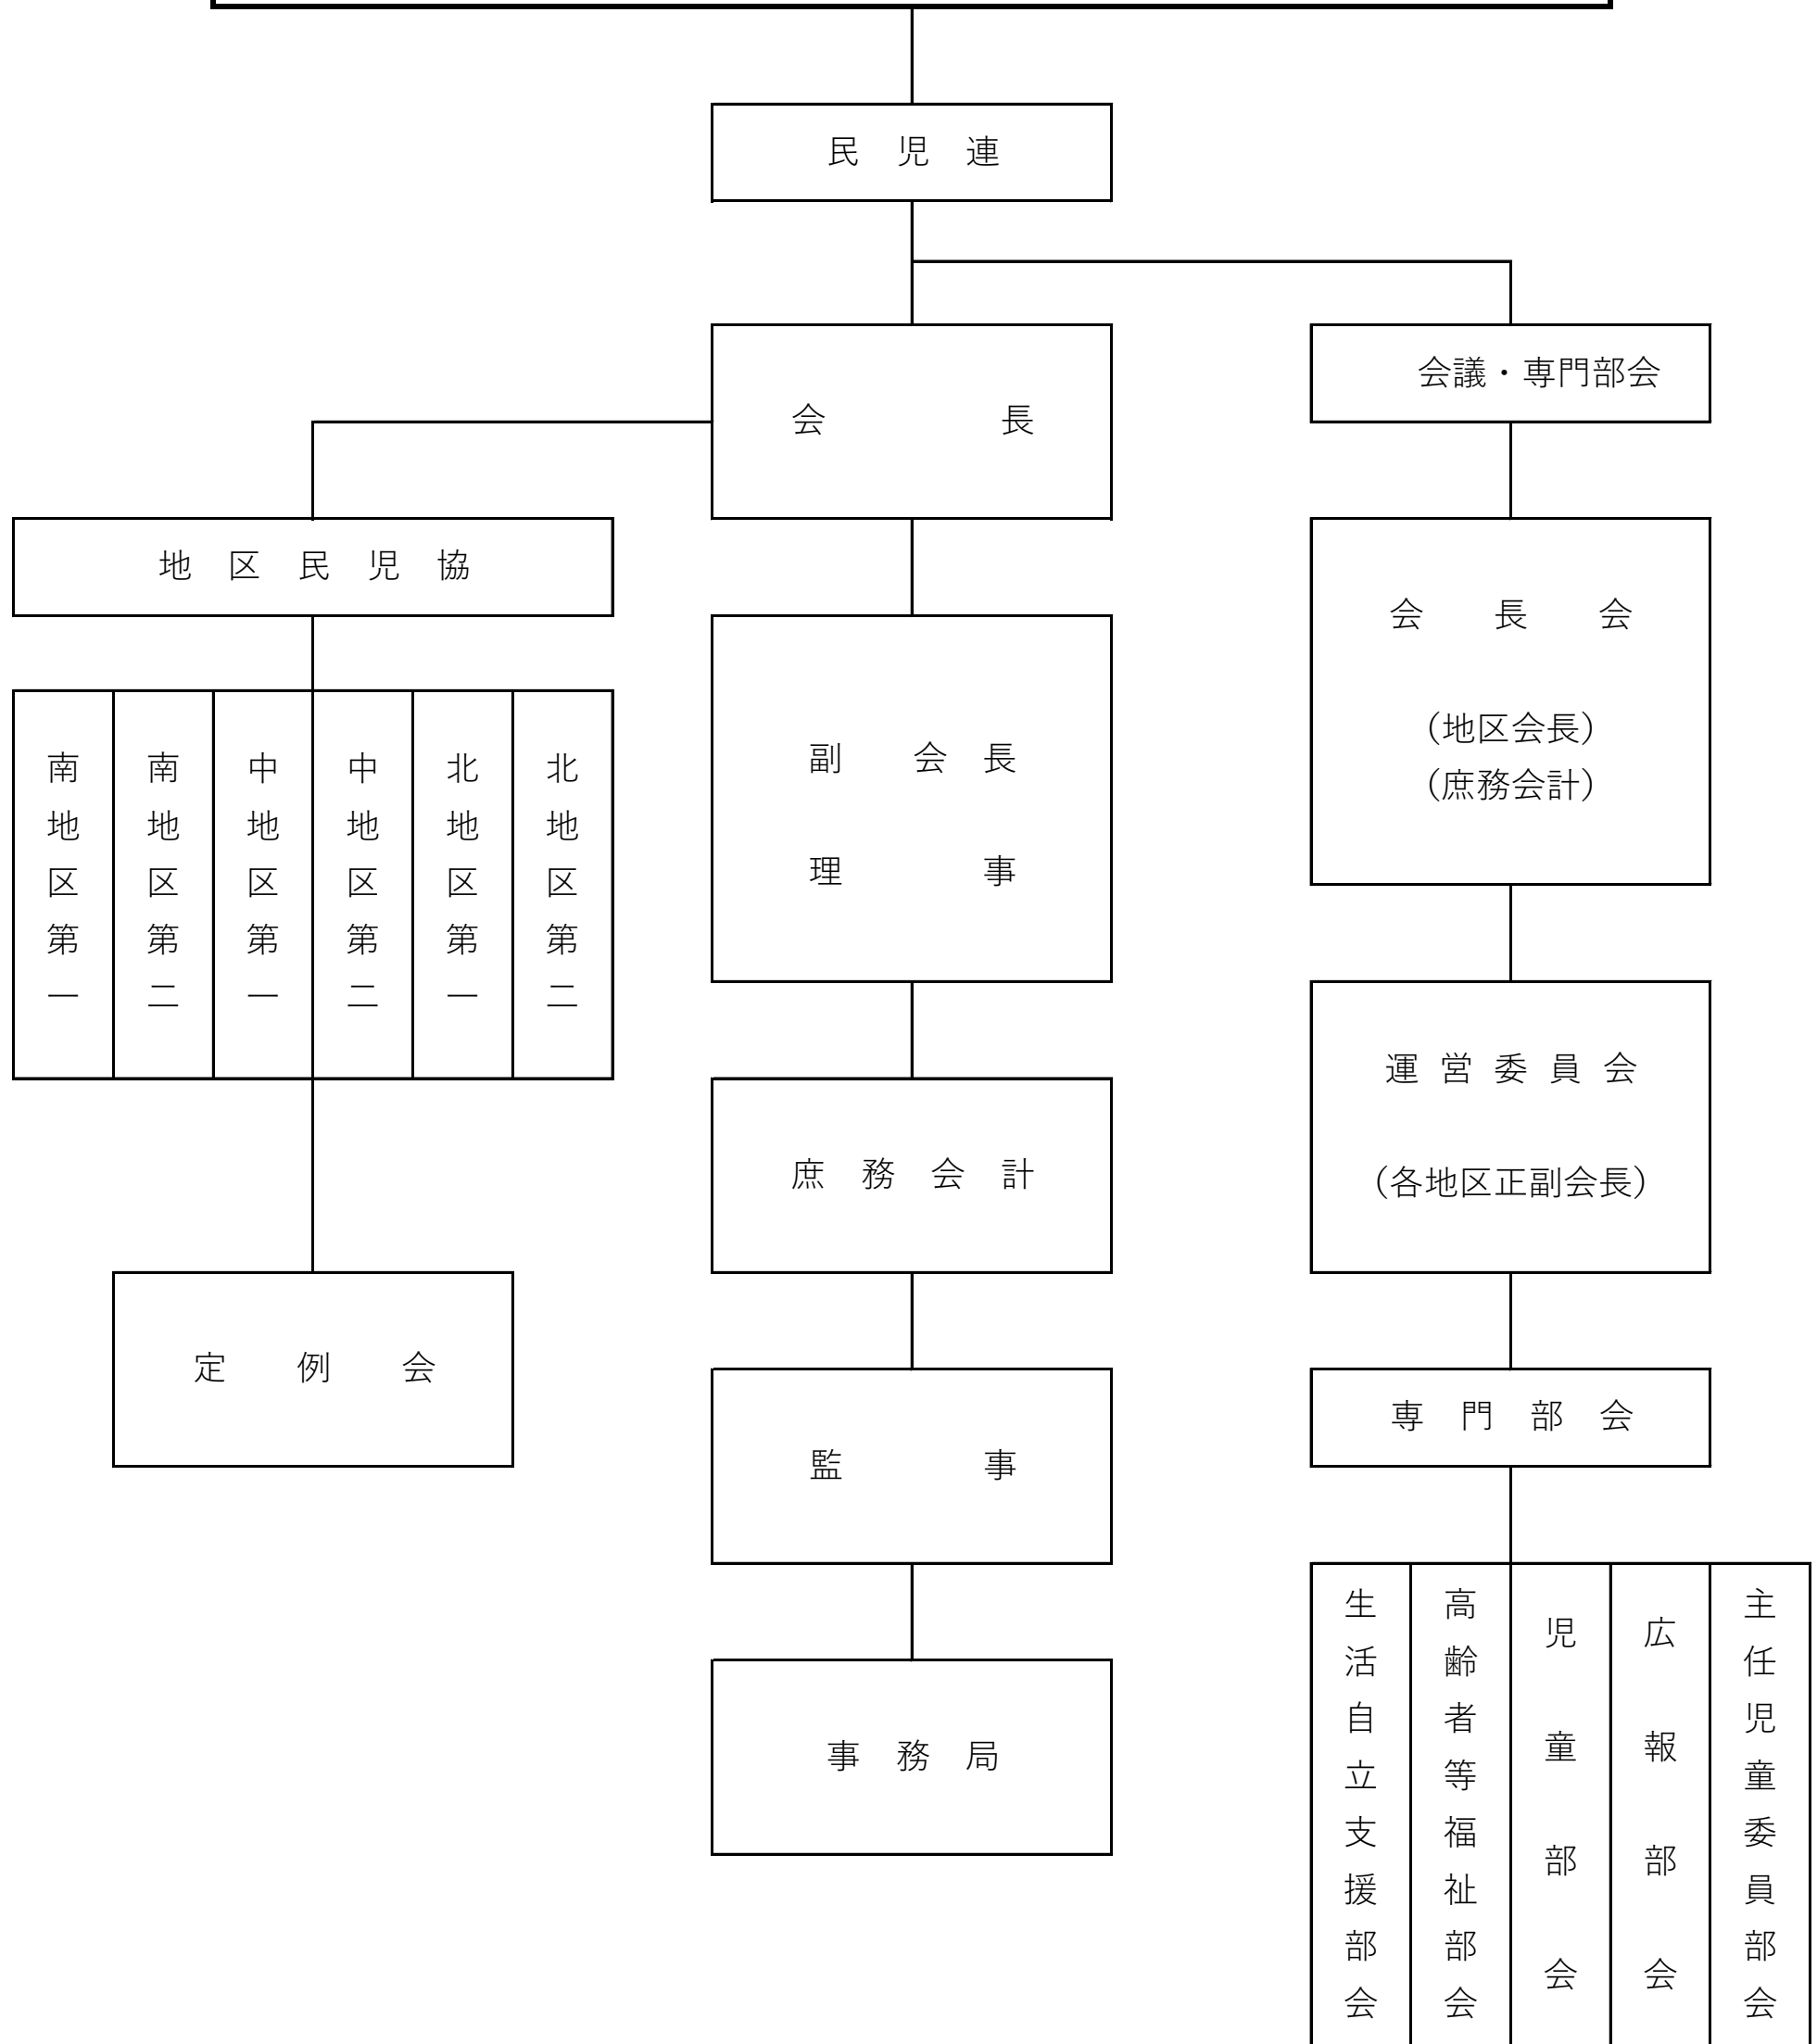 民　児　連
会　　　　　長
会議・専門部会
地　区　民　児　協
会　　長　　会
（地区会長）
（庶務会計）
南地区第一
南地区第二
中地区第一
中地区第二
北地区第一
北地区第二
副　　会　長
理　　　　事
運　営　委　員　会
（各地区正副会長）
庶　務　会　計
定　　例　　会
監　　　　事
専　門　部　会
事　務　局
生活自立支援部会
高齢者等福祉部会
児童部会
広報部会
主任児童委員部会